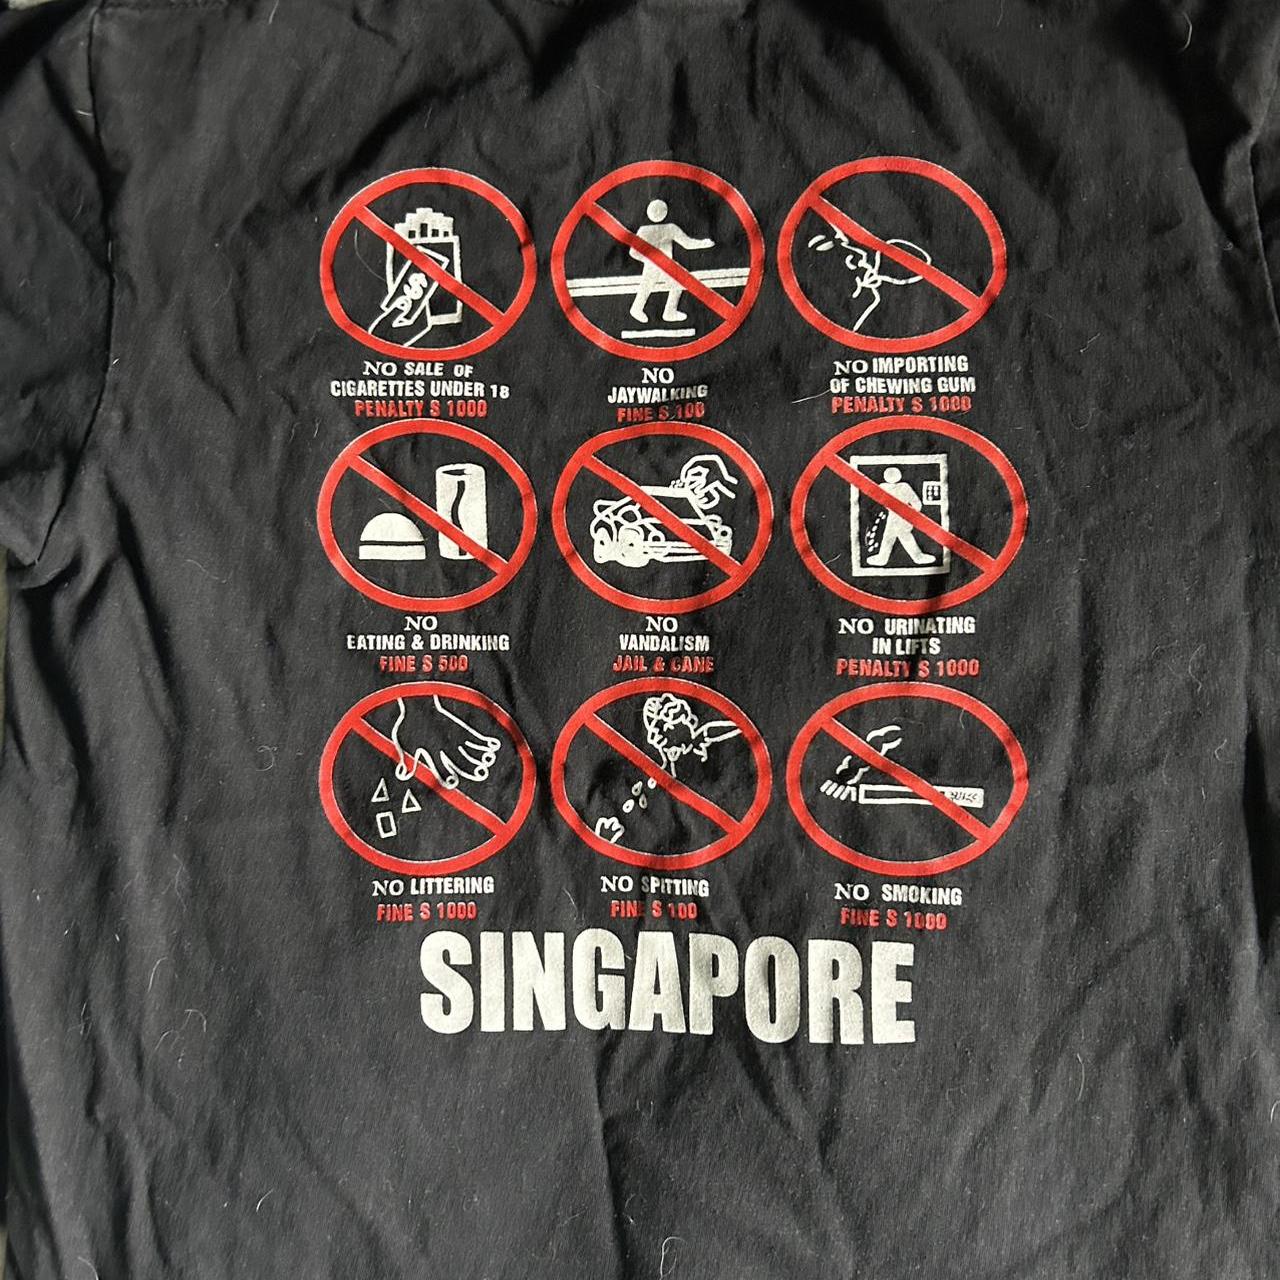 NO SALE OF
CIGARETTES UNDER 18
PENALTY $ 1000
NO
JAYWALKING
FINE $ 100
NO IMPORTING
OF CHEWING GUM
PENALTY $ 1000
NO
EATING & DRINKING
FINE $ 500
NO
VANDALISM
JAIL & CANE
NO URINATING
IN LIFTS
PENALTY $ 1000
NO LITTERING
FINE $ 1000
NO SPITTING
FINE $ 100
NO SMOKING
FINE $ 1000
SINGAPORE